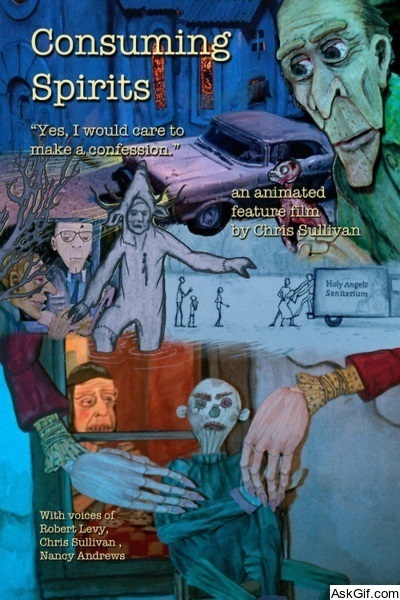 Consuming
Spirits
“Yes, I would care to
make a confession.”
an animated
feature film
by Chris Sullivan
Holy Angels
Sanitarium
With voices of
Robert Levy,
Chris Sullivan ,
Nancy Andrews
AskGif.com